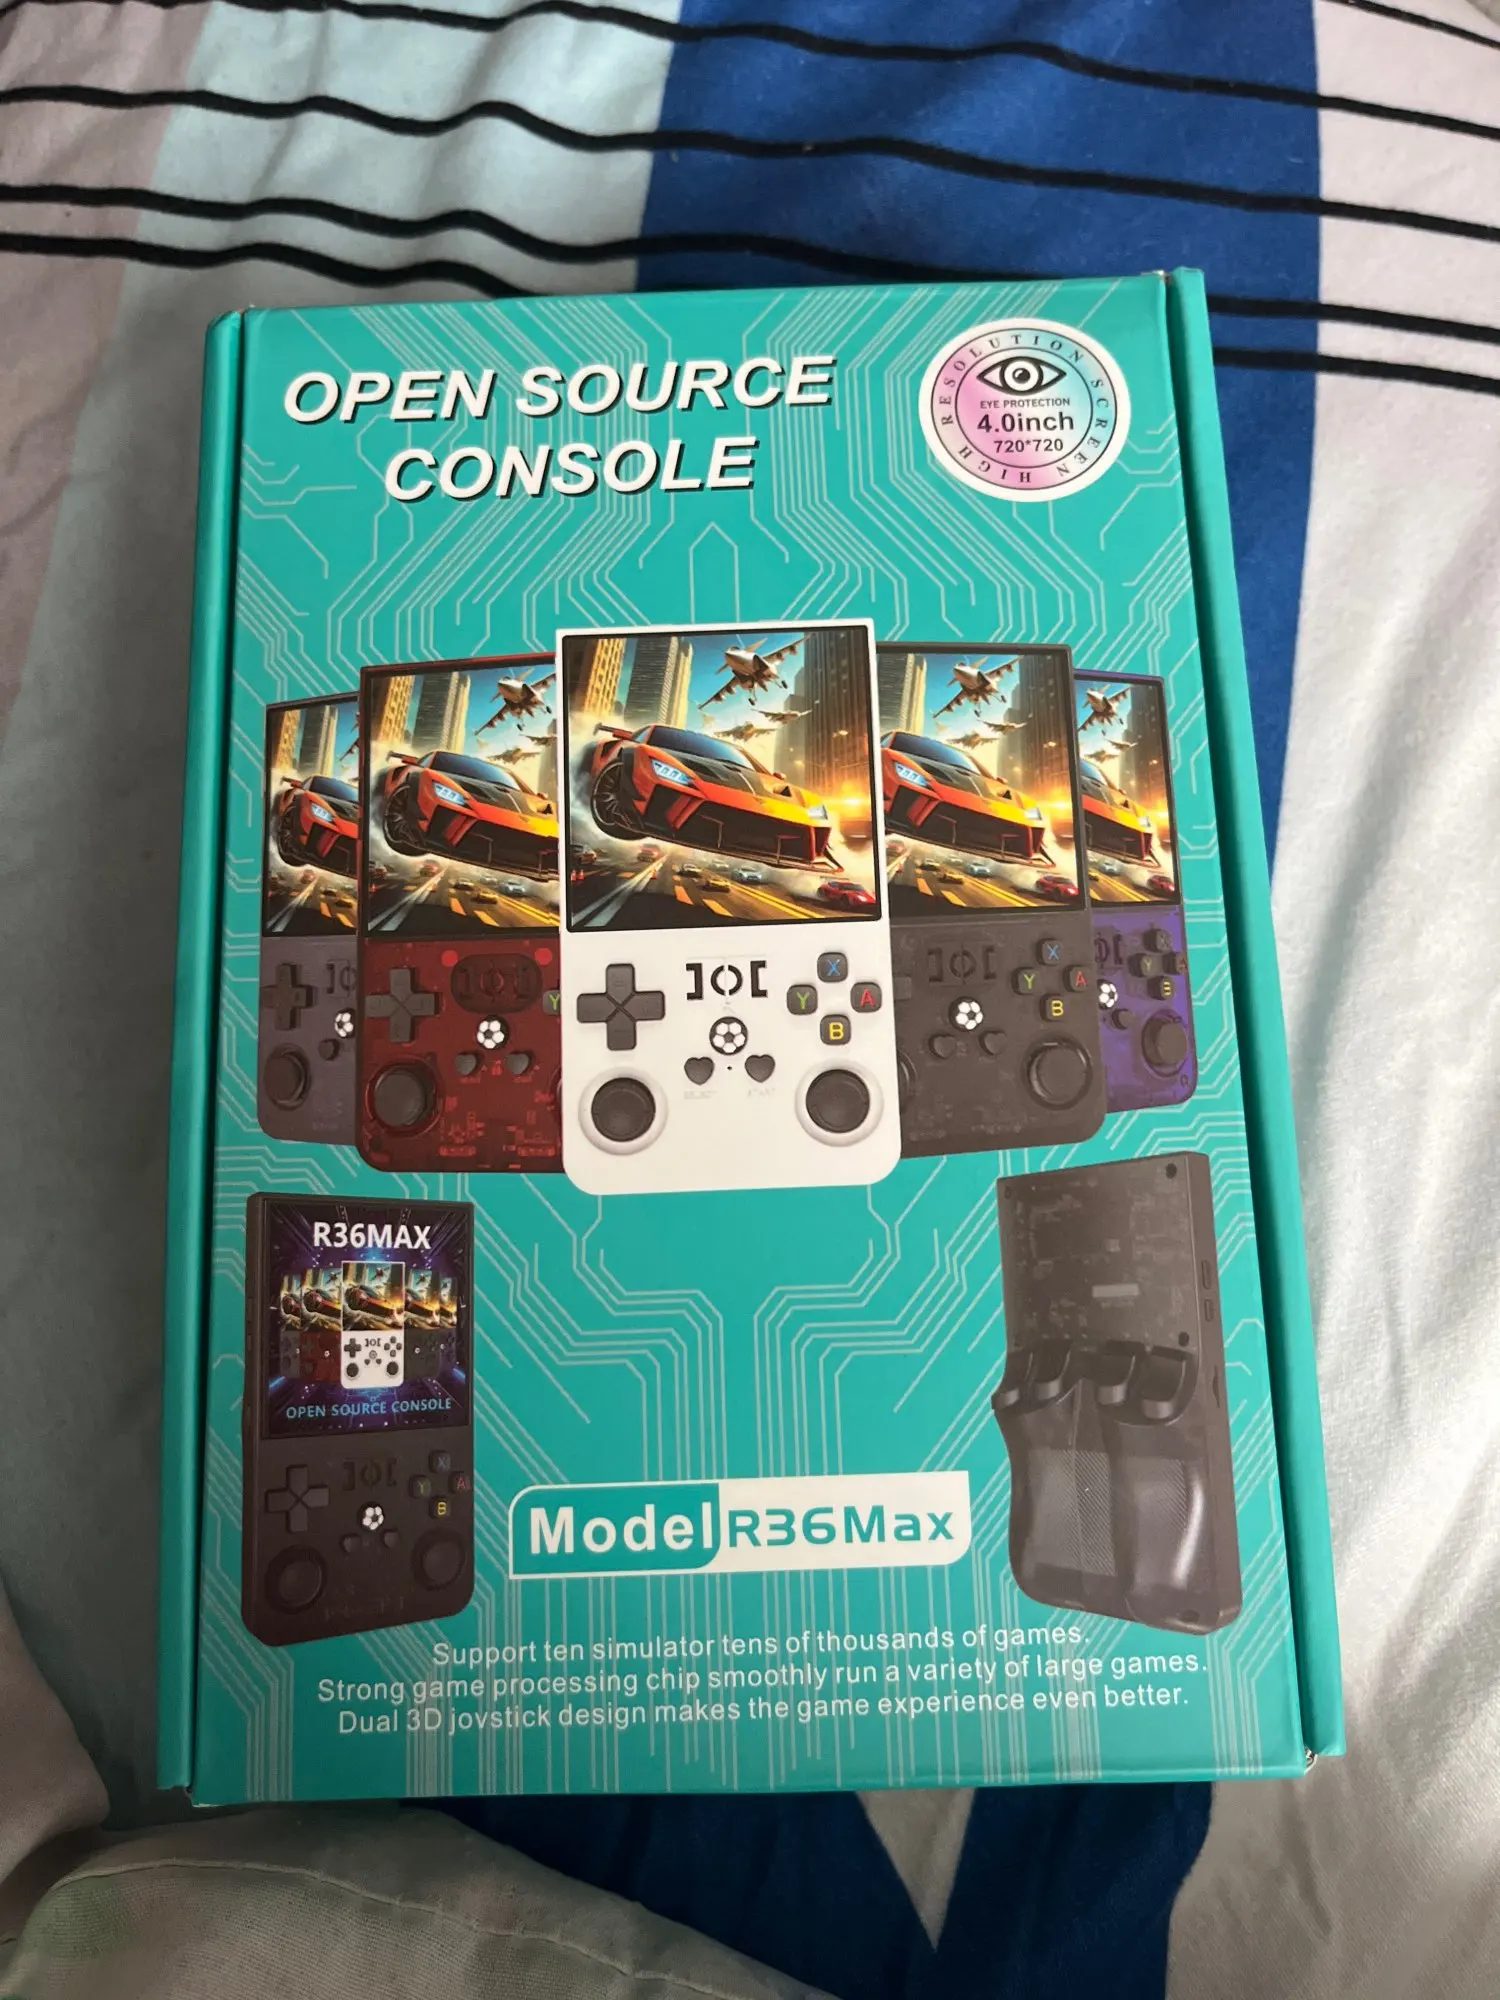 OPEN SOURCE
CONSOLE
HIGH RESOLUTION SCREEN
EYE PROTECTION
4.0inch
720*720
X
Y
A
B
Y
X
Y
A
B
X
Y
A
B
R36MAX
OPEN SOURCE CONSOLE
X
Y
A
B
Model R36Max
Support ten simulator tens of thousands of games.
Strong game processing chip smoothly run a variety of large games.
Dual 3D joystick design makes the game experience even better.